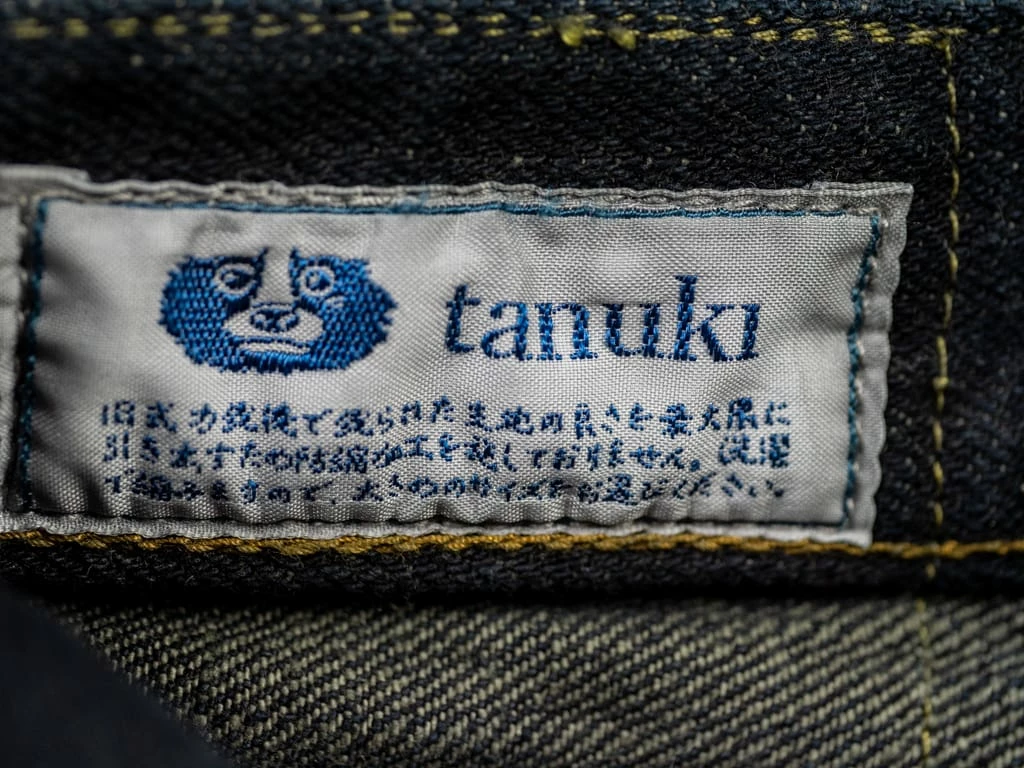 tanuki
旧式力織機で織られた生地の良さを最大限に
引き出すため防縮加工を施しておりません。洗濯
で縮みますので、大きめのサイズをお選びください。